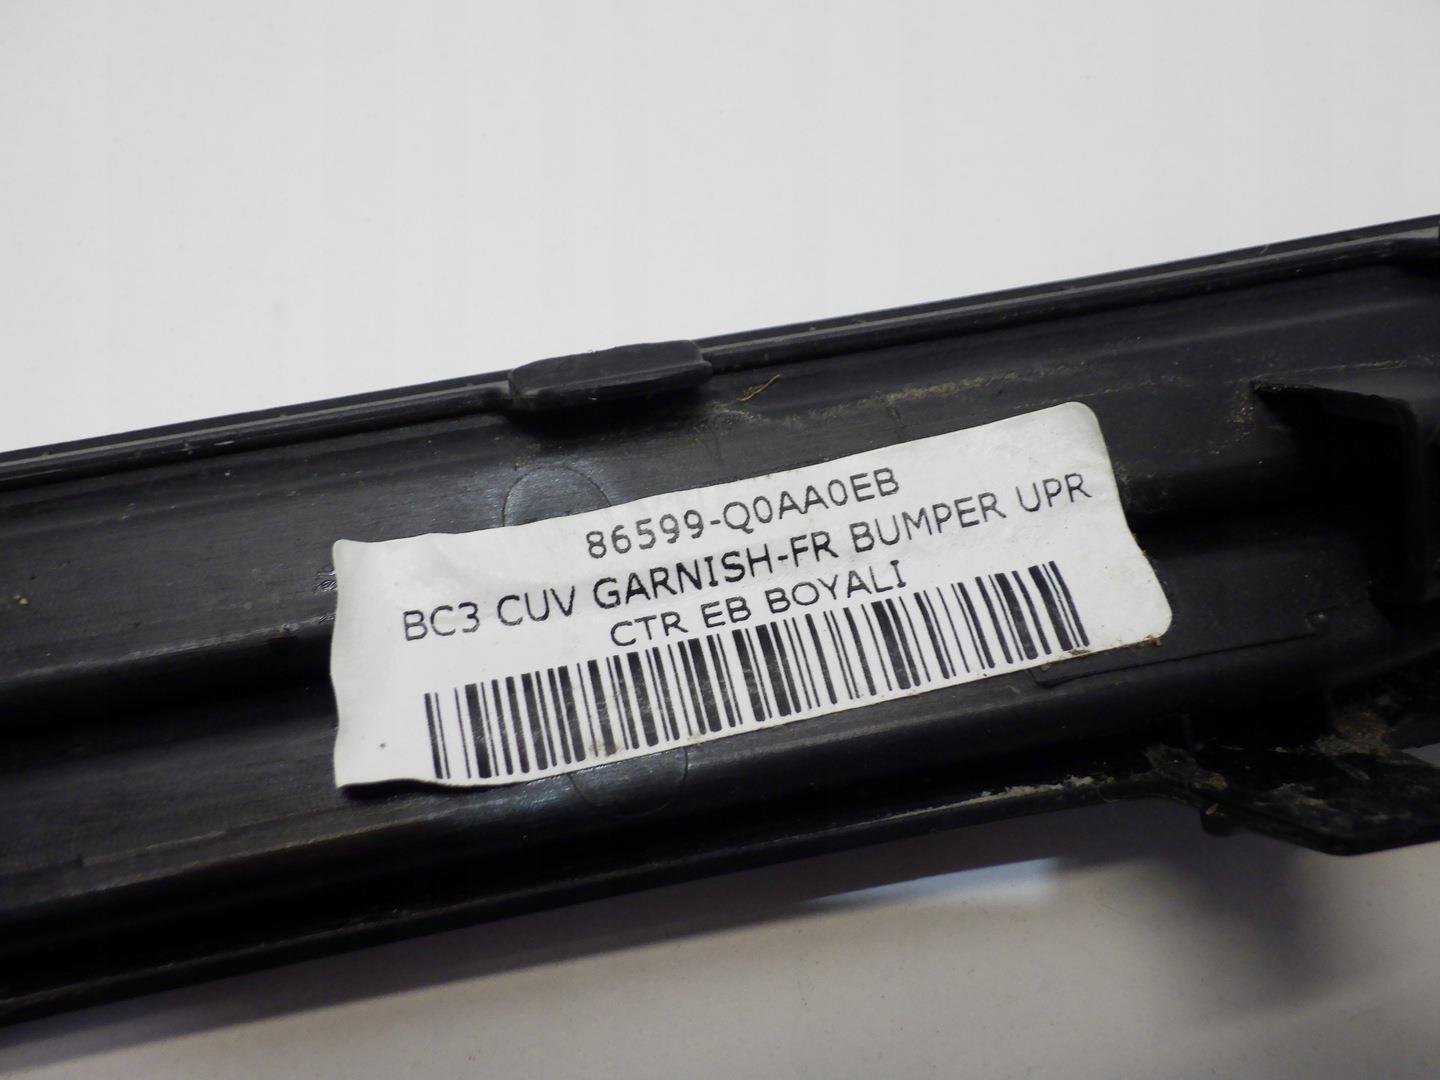 86599-Q0AA0EB
BC3 CUV GARNISH-FR BUMPER UPR
CTR EB BOYALI